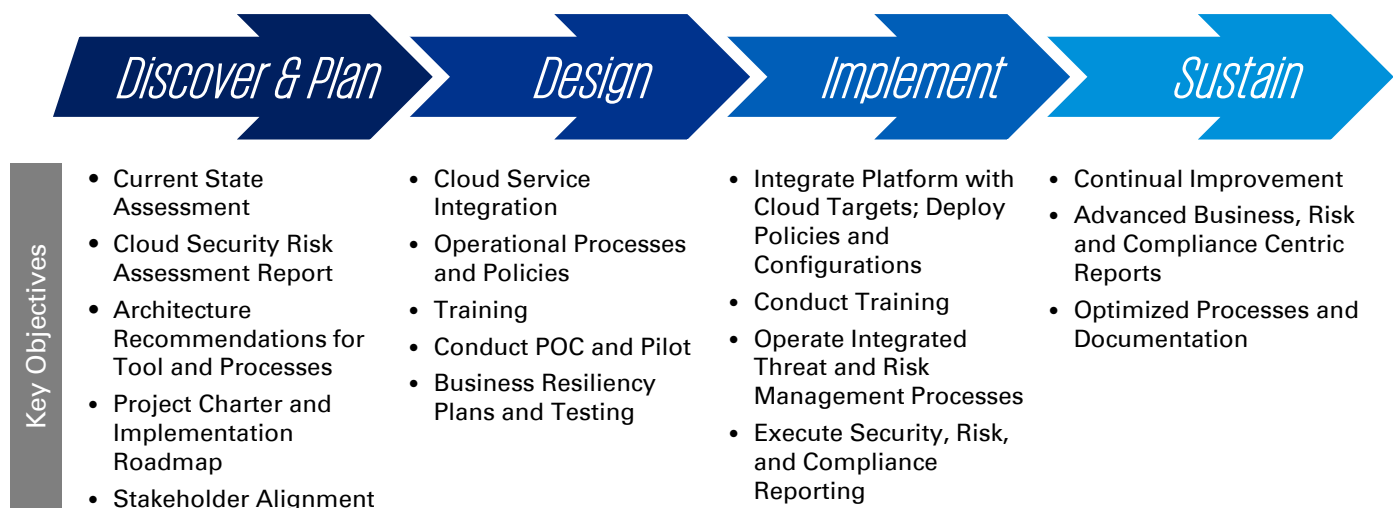 Discover & Plan
Design
Implement
Sustain
Key Objectives
• Current State
Assessment
• Cloud Security Risk
Assessment Report
• Architecture
Recommendations for
Tool and Processes
• Project Charter and
Implementation
Roadmap
• Stakeholder Alignment
• Cloud Service
Integration
• Operational Processes
and Policies
• Training
• Conduct POC and Pilot
• Business Resiliency
Plans and Testing
• Integrate Platform with
Cloud Targets; Deploy
Policies and
Configurations
• Conduct Training
• Operate Integrated
Threat and Risk
Management Processes
• Execute Security, Risk,
and Compliance
Reporting
• Continual Improvement
• Advanced Business, Risk
and Compliance Centric
Reports
• Optimized Processes and
Documentation